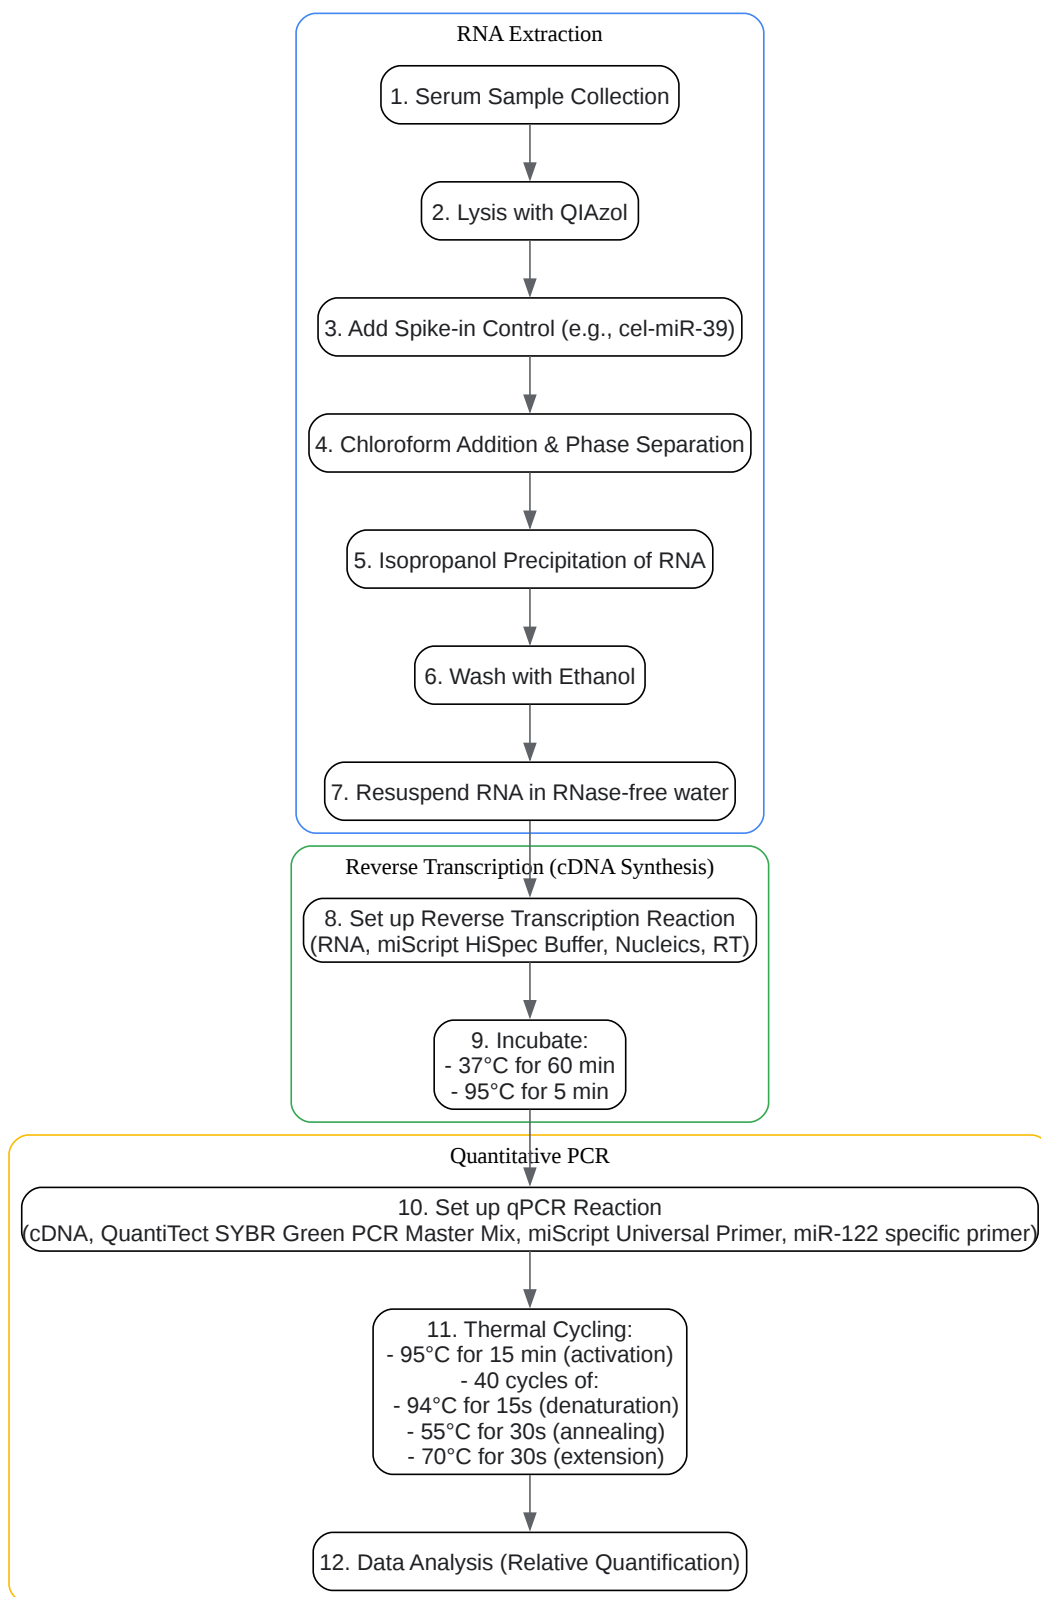 RNA Extraction
1. Serum Sample Collection
2. Lysis with QIAzol
3. Add Spike-in Control (e.g., cel-miR-39)
4. Chloroform Addition & Phase Separation
5. Isopropanol Precipitation of RNA
6. Wash with Ethanol
7. Resuspend RNA in RNase-free water
Reverse Transcription (cDNA Synthesis)
8. Set up Reverse Transcription Reaction
(RNA, miScript HiSpec Buffer, Nucleics, RT)
9. Incubate:
- 37°C for 60 min
- 95°C for 5 min
Quantitative PCR
10. Set up qPCR Reaction
(cDNA, QuantiTect SYBR Green PCR Master Mix, miScript Universal Primer, miR-122 specific primer)
11. Thermal Cycling:
- 95°C for 15 min (activation)
- 40 cycles of:
- 94°C for 15s (denaturation)
- 55°C for 30s (annealing)
- 70°C for 30s (extension)
12. Data Analysis (Relative Quantification)